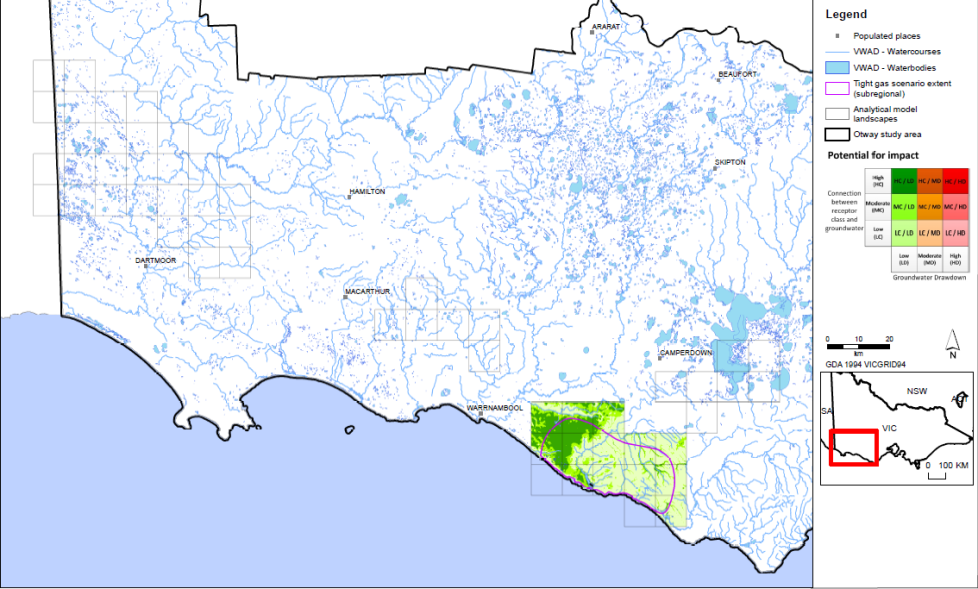 ARARAT
BEAUFORT
SKIPTON
HAMILTON
DARTMOOR
MACARTHUR
CAMPERDOWN
WARRNAMBOOL
Legend
Populated places
VWAD - Watercourses
VWAD - Waterbodies
Tight gas scenario extent
(subregional)
Analytical model
landscapes
Otway study area
Potential for impact
Connection
between
receptor
class and
groundwater
High
(HC)
HC / LD HC / MD HC / HD
Moderate
(MC)
MC / LD MC / MD MC / HD
Low
(LC)
LC / LD LC / MD LC / HD
Low
(LD)
Moderate
(MD)
High
(HD)
Groundwater Drawdown
0 10 20
km
N
GDA 1994 VICGRID94
NSW
SA
VIC
0 100 KM